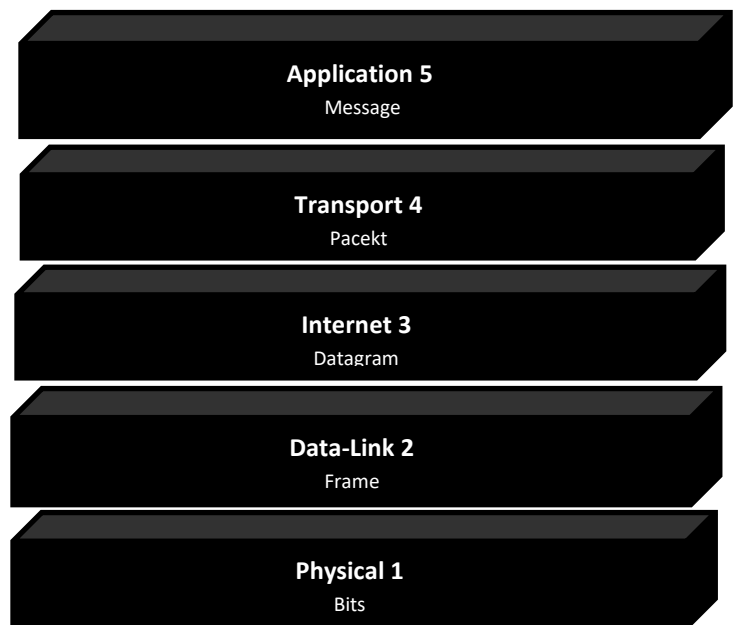 Application 5
Message
Transport 4
Pacekt
Internet 3
Datagram
Data-Link 2
Frame
Physical 1
Bits